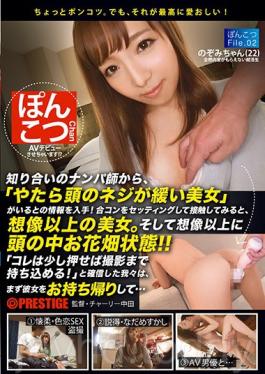 ちょっとポンコツ。でも、それが最高に愛おしい!
ぽんこつ
Chan
AVデビュー
させちゃいます!?
ぽんこつ
File.02
のぞみちゃん(22)
知り合いのナンパ師から、
「やたら頭のネジが緩い美女」
がいるとの情報を入手!合コンをセッティングして接触してみると、
想像以上の美女。そして想像以上に
頭の中お花畑状態!!
「コレは少し押せば撮影まで
持ち込める!」と確信した我々は、
まず彼女をお持ち帰りして…
PRESTIGE 監督・チャーリー中田
①懐柔・色恋SEX
盗撮
②説得・なだめすかし
③AV男優と…